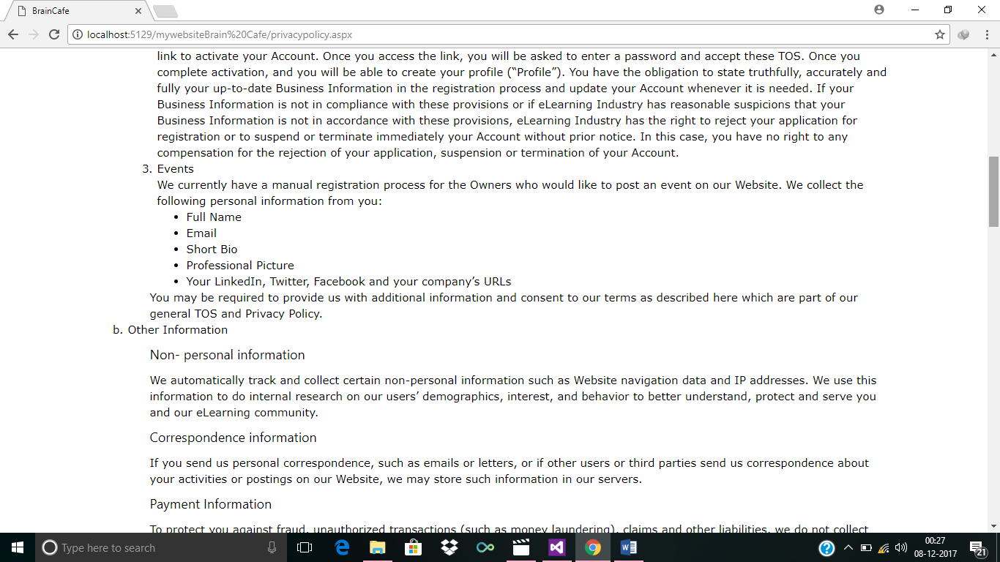 BrainCafe
localhost:5129/mywebsiteBrain%20Cafe/privacypolicy.aspx
link to activate your Account. Once you access the link, you will be asked to enter a password and accept these TOS. Once you
complete activation, and you will be able to create your profile (“Profile”). You have the obligation to state truthfully, accurately and
fully your up-to-date Business Information in the registration process and update your Account whenever it is needed. If your
Business Information is not in compliance with these provisions or if eLearning Industry has reasonable suspicions that your
Business Information is not in accordance with these provisions, eLearning Industry has the right to reject your application for
registration or to suspend or terminate immediately your Account without prior notice. In this case, you have no right to any
compensation for the rejection of your application, suspension or termination of your Account.
3. Events
We currently have a manual registration process for the Owners who would like to post an event on our Website. We collect the
following personal information from you:
• Full Name
• Email
• Short Bio
• Professional Picture
• Your LinkedIn, Twitter, Facebook and your company’s URLs
You may be required to provide us with additional information and consent to our terms as described here which are part of our
general TOS and Privacy Policy.
b. Other Information
Non- personal information
We automatically track and collect certain non-personal information such as Website navigation data and IP addresses. We use this
information to do internal research on our users’ demographics, interest, and behavior to better understand, protect and serve you
and our eLearning community.
Correspondence information
If you send us personal correspondence, such as emails or letters, or if other users or third parties send us correspondence about
your activities or postings on our Website, we may store such information in our servers.
Payment Information
To protect you against fraud, unauthorized transactions (such as money laundering), claims and other liabilities, we do not collect
Type here to search
00:27
08-12-2017
21